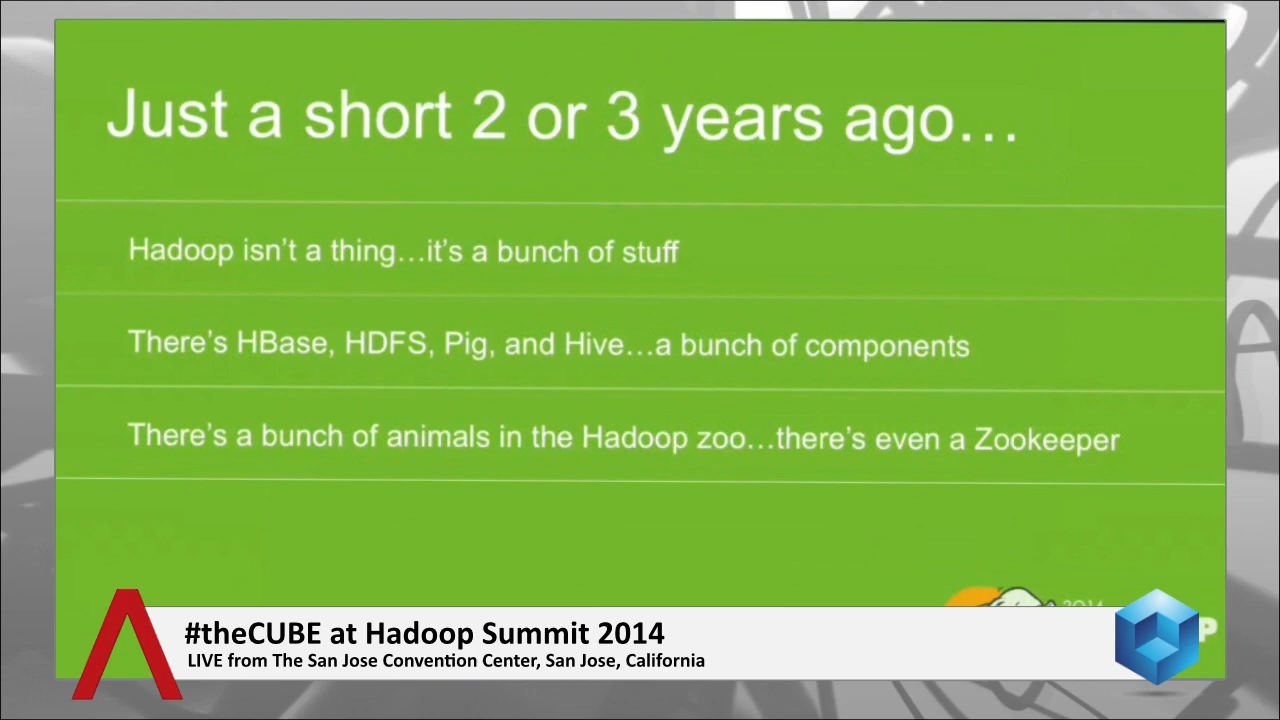 Just a short 2 or 3 years ago…
Hadoop isn’t a thing…it’s a bunch of stuff
There’s HBase, HDFS, Pig, and Hive…a bunch of components
There’s a bunch of animals in the Hadoop zoo…there’s even a Zookeeper
2014
P
#theCUBE at Hadoop Summit 2014
LIVE from The San Jose Convention Center, San Jose, California